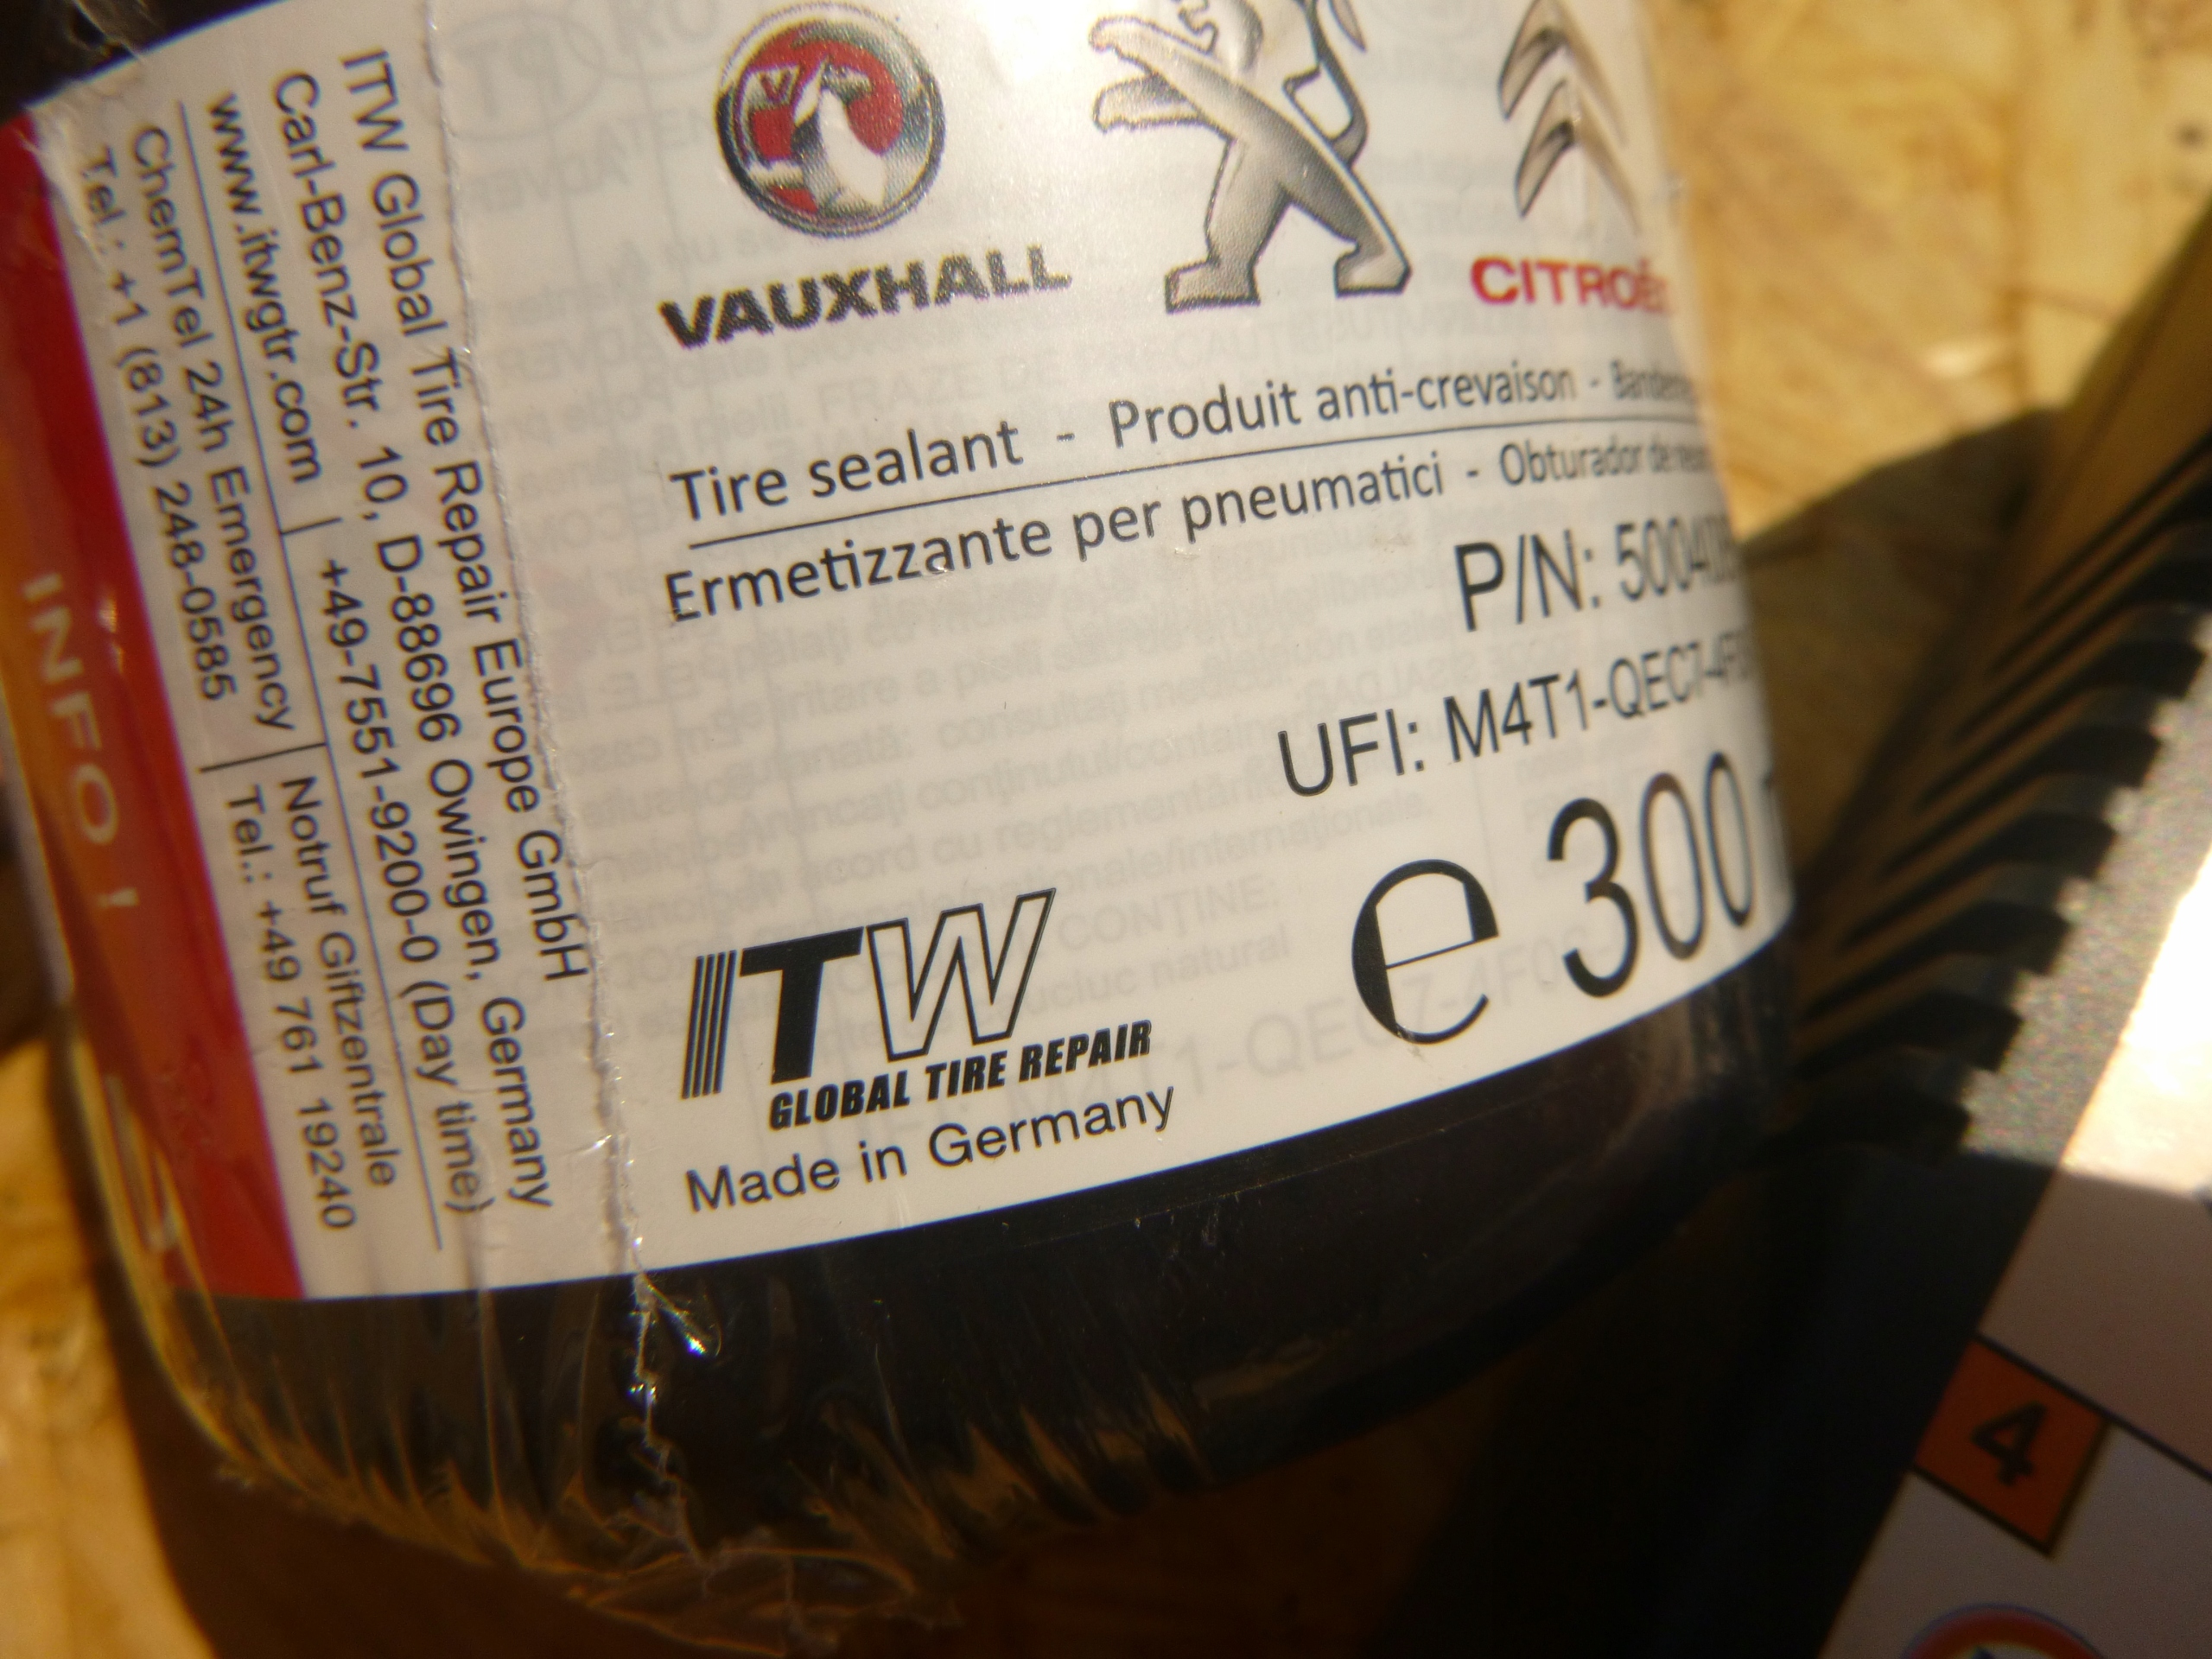 VAUXHALL
CITROËN
Tire sealant - Produit anti-crevaison -
Ermetizzante per pneumatici - Obturador de
P/N:
UFI: M4T1-QEC7-
e 300
ITW
GLOBAL TIRE REPAIR
Made in Germany
ITW Global Tire Repair Europe GmbH
Carl-Benz-Str. 10, D-88696 Owingen, Germany
www.itwgtr.com | +49-7551-9200-0 (Day time)
ChemTel 24h Emergency | Notruf Giftzentrale
Tel.: +1 (813) 248-0585 | Tel.: +49 761 19240
INFO !
4